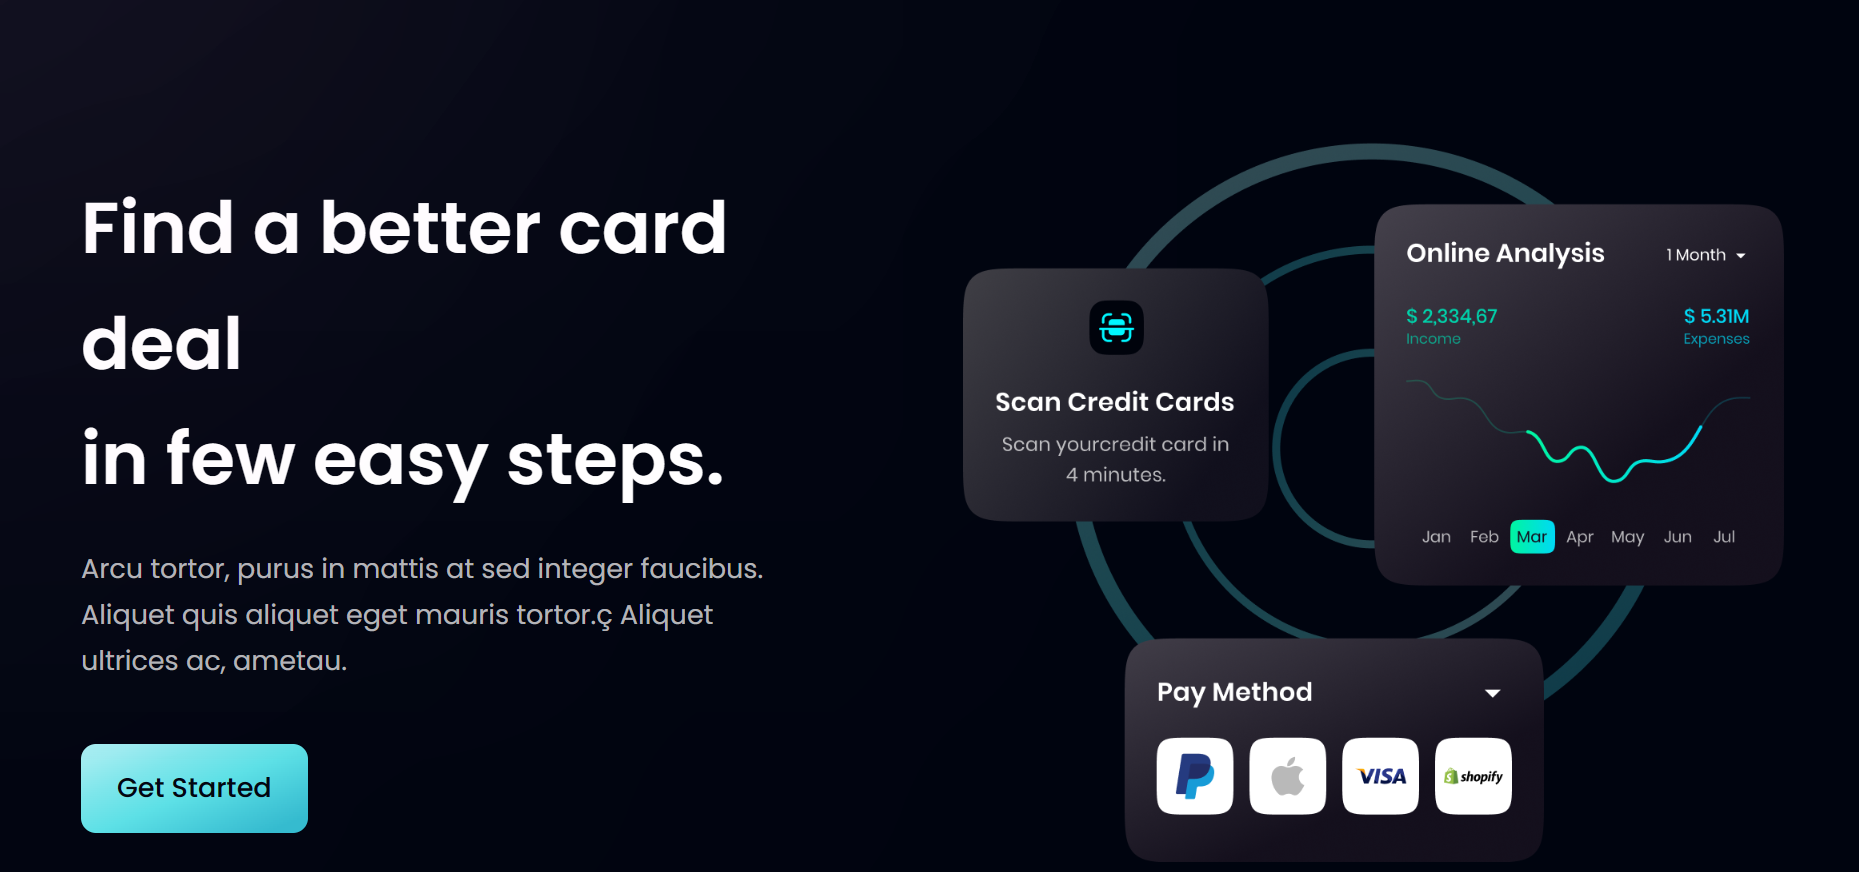 Find a better card
deal
in few easy steps.
Arcu tortor, purus in mattis at sed integer faucibus.
Aliquet quis aliquet eget mauris tortor.ç Aliquet
ultrices ac, ametau.
Get Started
Scan Credit Cards
Scan yourcredit card in
4 minutes.
Online Analysis
1 Month
$ 2,334,67
$ 5.31M
Income
Expenses
Jan Feb Mar Apr May Jun Jul
Pay Method
VISA
shopify